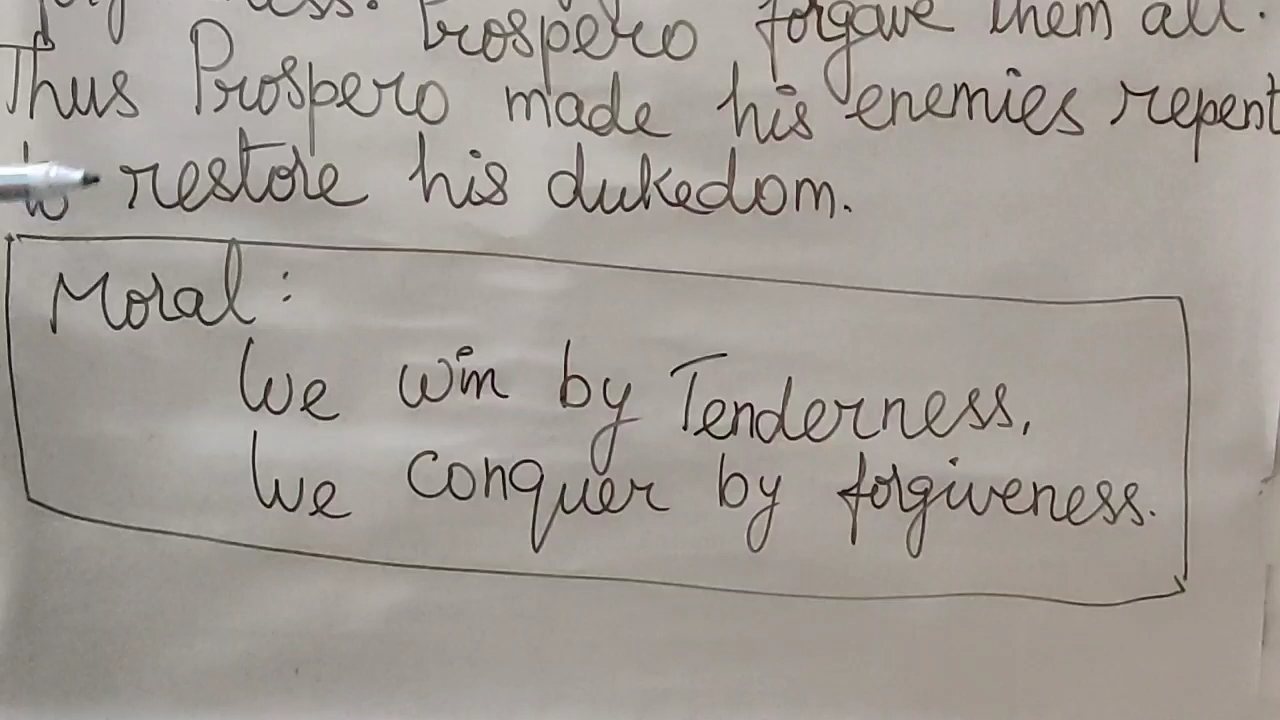 Prospero forgave them all.
Thus Prospero made his enemies repent
to restore his dukedom.
Moral:
We win by Tenderness.
We conquer by forgiveness.